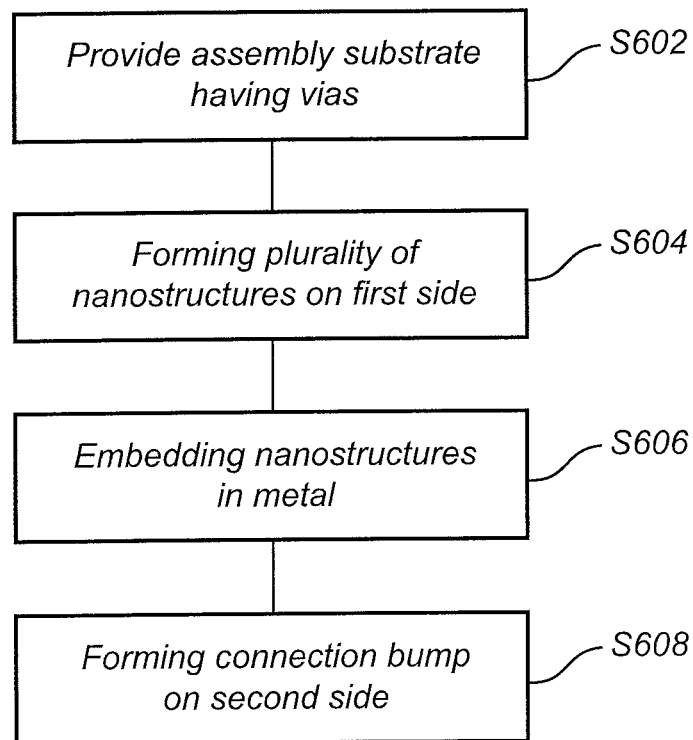 Provide assembly substrate
having vias
S602
Forming plurality of
nanostructures on first side
S604
Embedding nanostructures
in metal
S606
Forming connection bump
on second side
S608